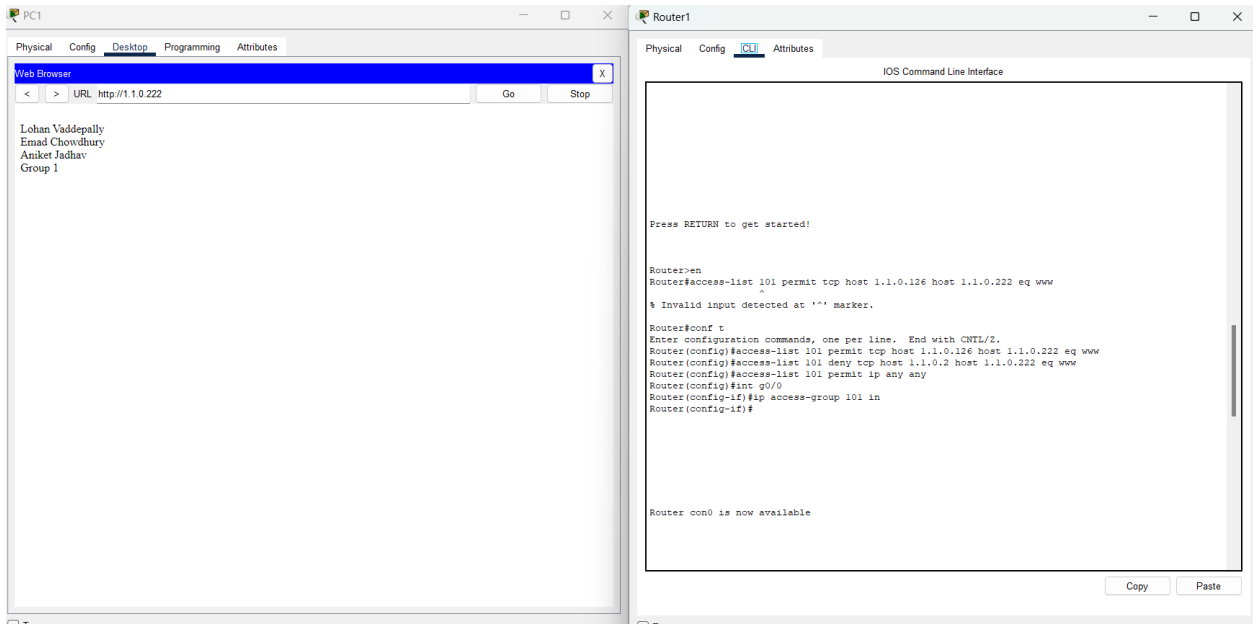 PC1
Physical Config Desktop Programming Attributes
Web Browser X
< > URL http://1.1.0.222 Go Stop
Lohan Vaddepally
Emad Chowdhury
Aniket Jadhav
Group 1
Router1
Physical Config CLI Attributes
IOS Command Line Interface
Press RETURN to get started!
Router>en
Router#access-list 101 permit tcp host 1.1.0.126 host 1.1.0.222 eq www
^
% Invalid input detected at '^' marker.
Router#conf t
Enter configuration commands, one per line. End with CNTL/Z.
Router(config)#access-list 101 permit tcp host 1.1.0.126 host 1.1.0.222 eq www
Router(config)#access-list 101 deny tcp host 1.1.0.2 host 1.1.0.222 eq www
Router(config)#access-list 101 permit ip any any
Router(config)#int g0/0
Router(config-if)#ip access-group 101 in
Router(config-if)#
Router con0 is now available
Copy Paste